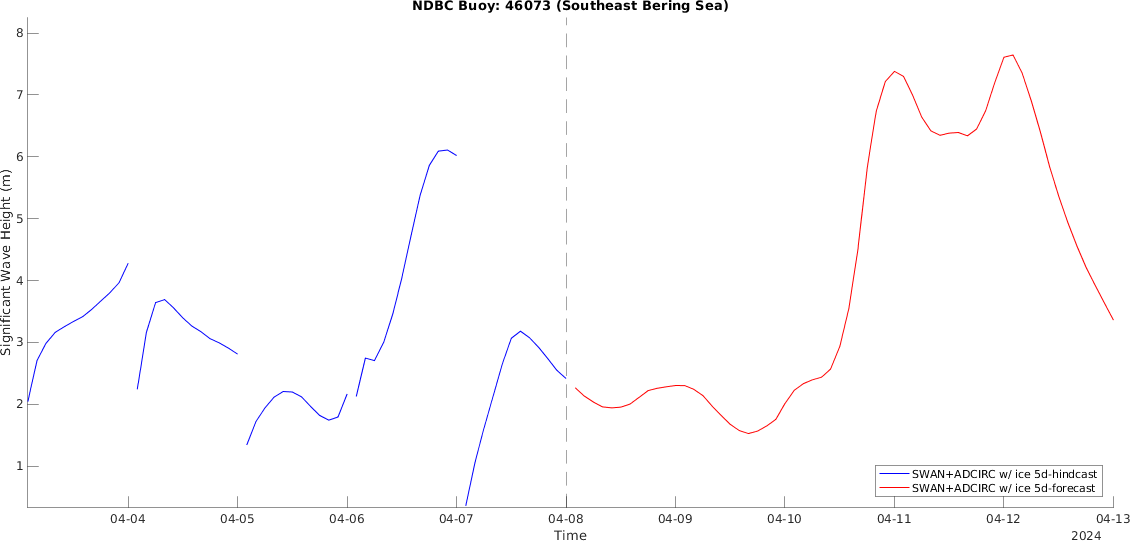 NDBC Buoy: 46073 (Southeast Bering Sea)
Significant Wave Height (m)
8
7
6
5
4
3
2
1
SWAN+ADCIRC w/ ice 5d-hindcast
SWAN+ADCIRC w/ ice 5d-forecast
04-04 04-05 04-06 04-07 04-08 04-09 04-10 04-11 04-12 04-13
Time
2024